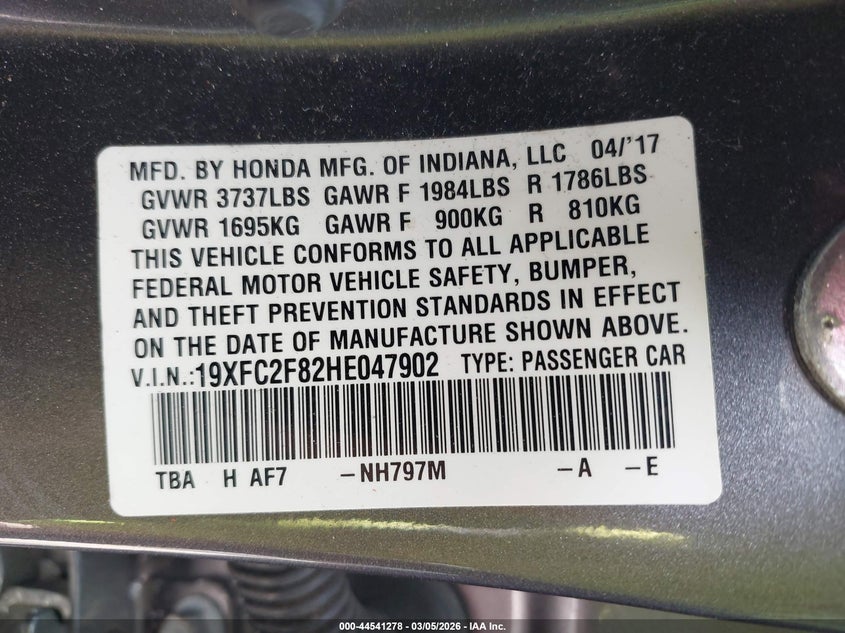 MFD. BY HONDA MFG. OF INDIANA, LLC 04/'17
GVWR 3737LBS GAWR F 1984LBS R 1786LBS
GVWR 1695KG GAWR F 900KG R 810KG
THIS VEHICLE CONFORMS TO ALL APPLICABLE
FEDERAL MOTOR VEHICLE SAFETY, BUMPER,
AND THEFT PREVENTION STANDARDS IN EFFECT
ON THE DATE OF MANUFACTURE SHOWN ABOVE.
V.I.N.:19XFC2F82HE047902 TYPE: PASSENGER CAR
TBA H AF7 –NH797M –A –E
000-44541278 | 03/05/2026 – IAA Inc.